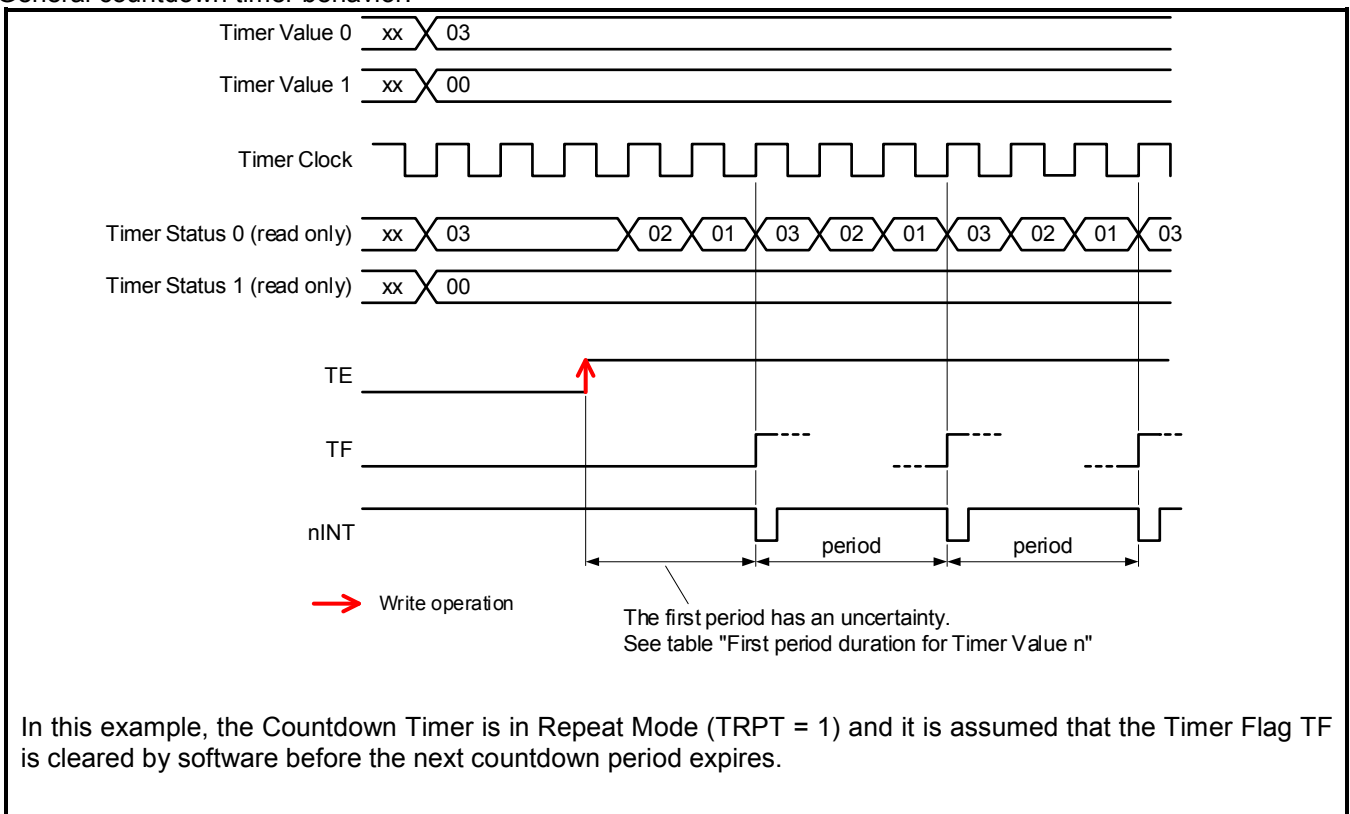 General countdown timer behavior:
Timer Value 0 xx 03
Timer Value 1 xx 00
Timer Clock
Timer Status 0 (read only) xx 03 02 01 03 02 01 03 02 01 03
Timer Status 1 (read only) xx 00
TE
TF
nINT
period period
Write operation
The first period has an uncertainty.
See table "First period duration for Timer Value n"
In this example, the Countdown Timer is in Repeat Mode (TRPT = 1) and it is assumed that the Timer Flag TF
is cleared by software before the next countdown period expires.